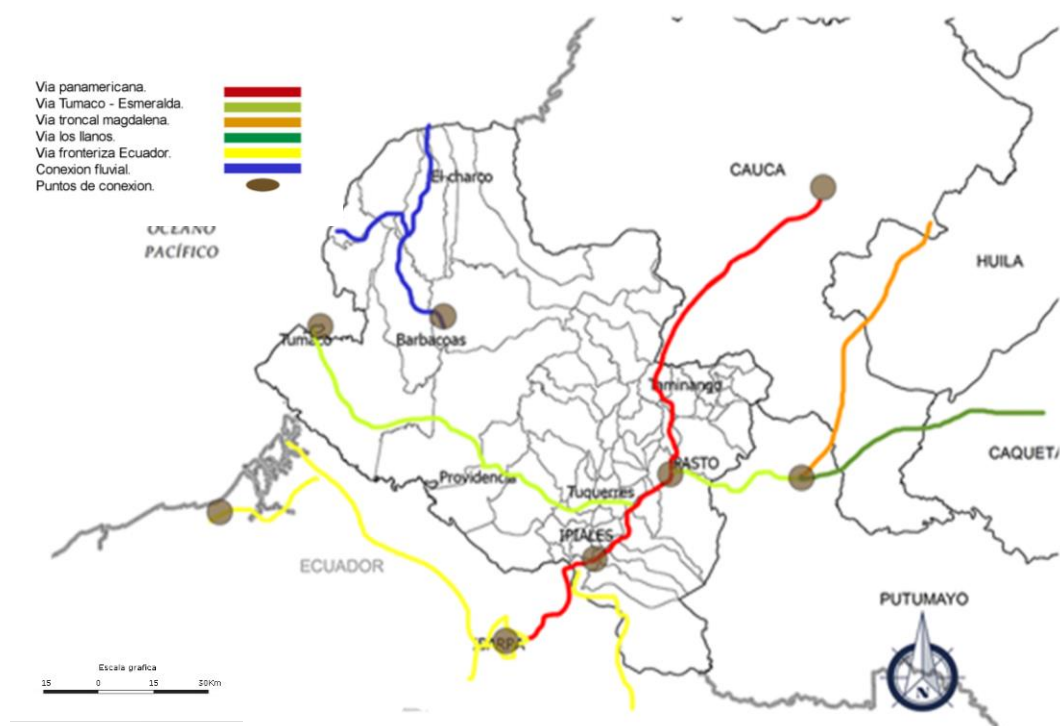 Via panamericana.
Via Tumaco - Esmeralda.
Via troncal magdalena.
Via los llanos.
Via fronteriza Ecuador.
Conexion fluvial.
Puntos de conexion.
OCEANO
PACÍFICO
El charco
CAUCA
HUILA
Tumaco
Barbacoas
Taminango
CAQUETA
PASTO
Providencia
Tuquerres
IPIALES
ECUADOR
PUTUMAYO
IBARRA
N
Escala grafica
15 0 15 30Km